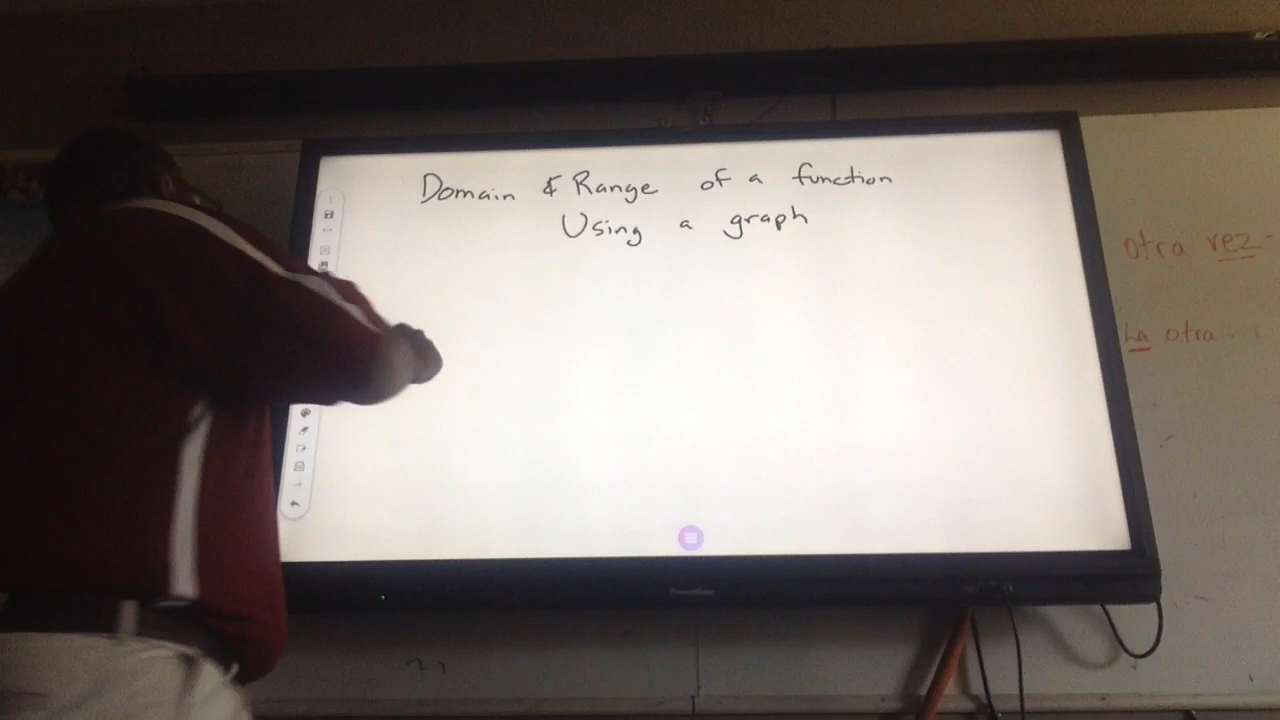 Domain & Range of a function
Using a graph
otra vez -
La otra